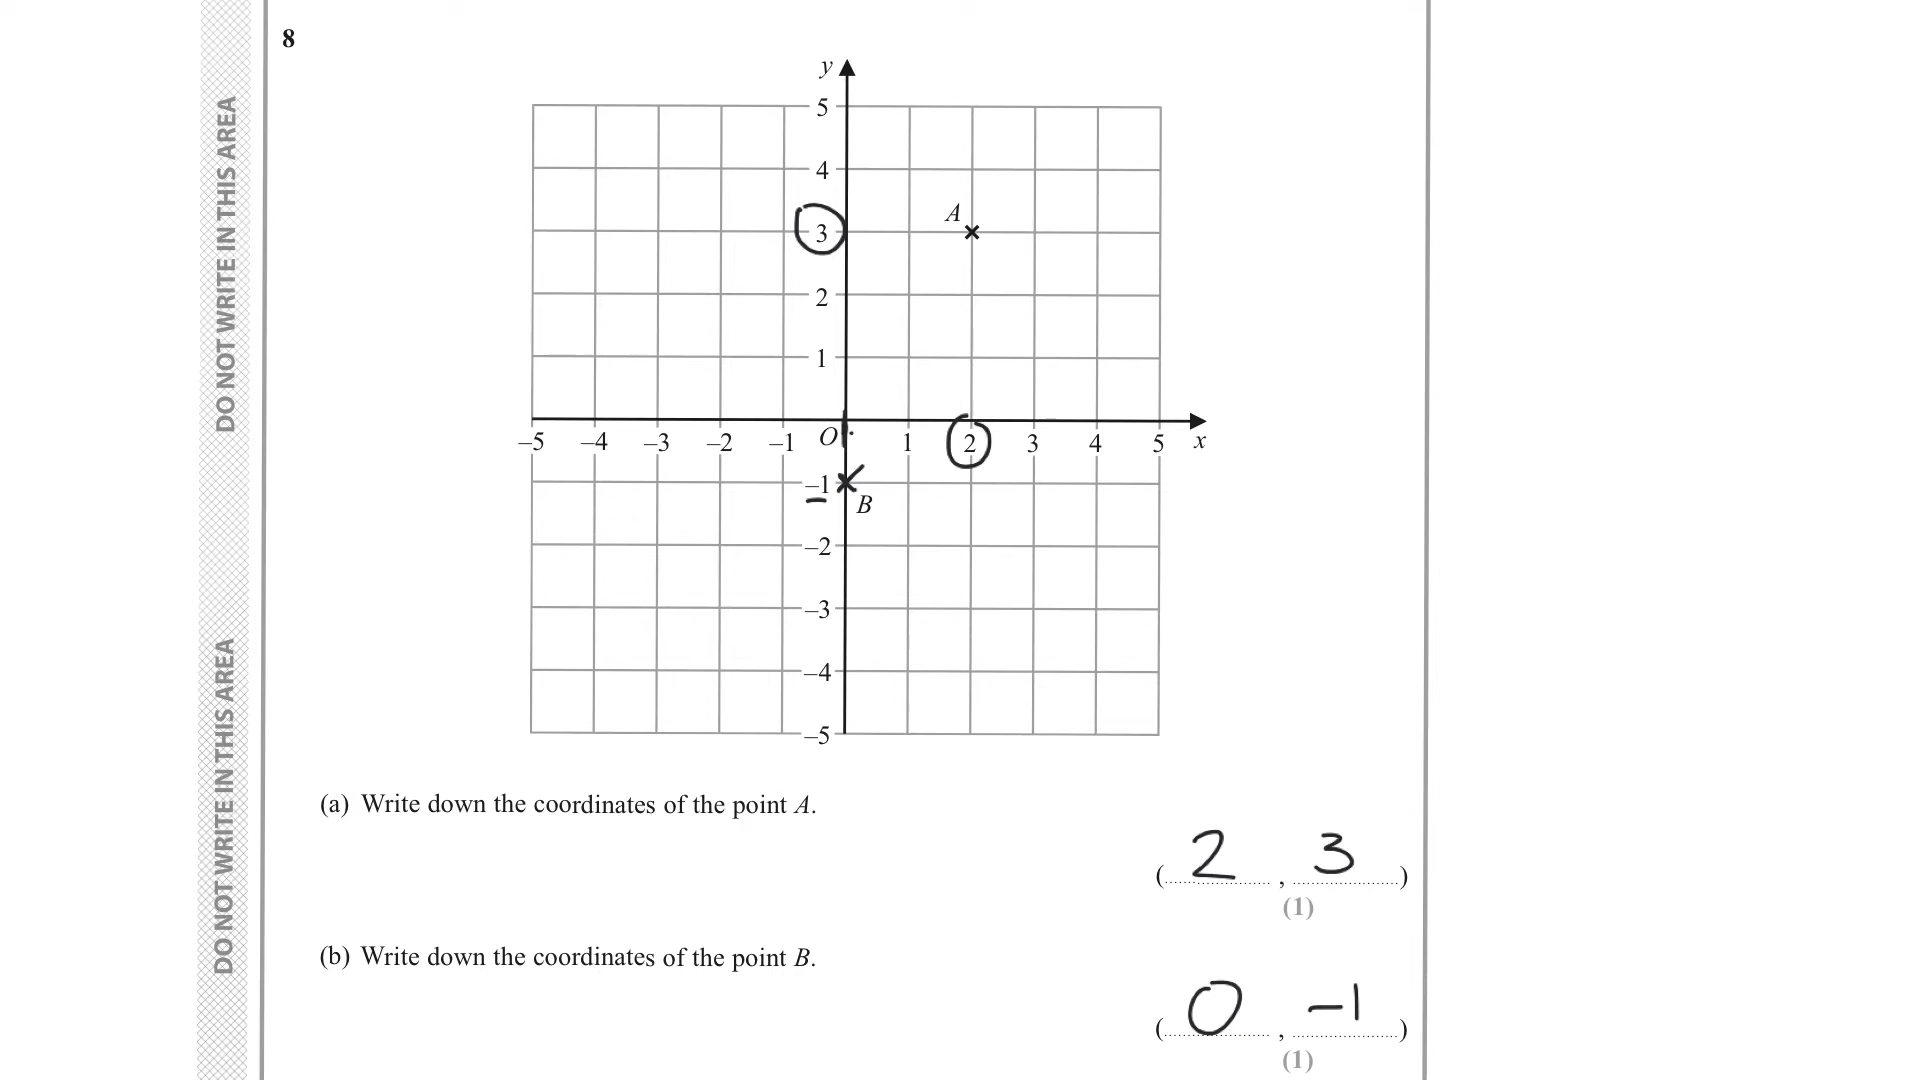 8
y
5
4
A
3
2
1
–5 –4 –3 –2 –1 O 1 2 3 4 5 x
–1
B
–2
–3
–4
–5
(a) Write down the coordinates of the point A.
(2, 3)
(1)
(b) Write down the coordinates of the point B.
(0, –1)
(1)
DO NOT WRITE IN THIS AREA
DO NOT WRITE IN THIS AREA